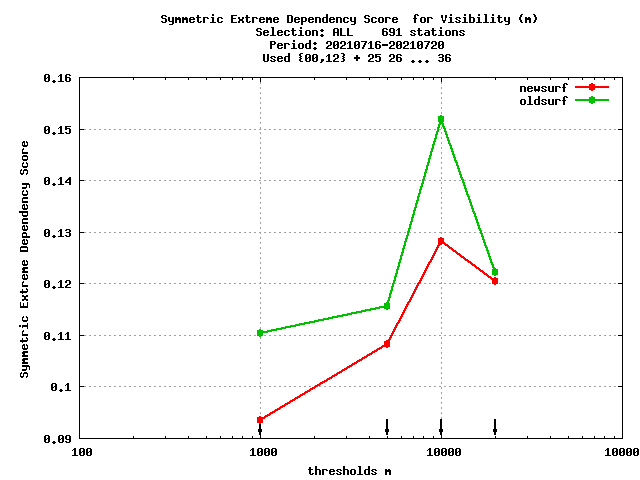 Symmetric Extreme Dependency Score  for Visibility (m)
Selection: ALL    691 stations
Period: 20210716-20210720
Used {00,12} + 25 26 ... 36
newsurf
oldsurf
0.16
0.15
0.14
0.13
0.12
0.11
0.1
0.09
Symmetric Extreme Dependency Score
100 1000 10000 10000
thresholds m